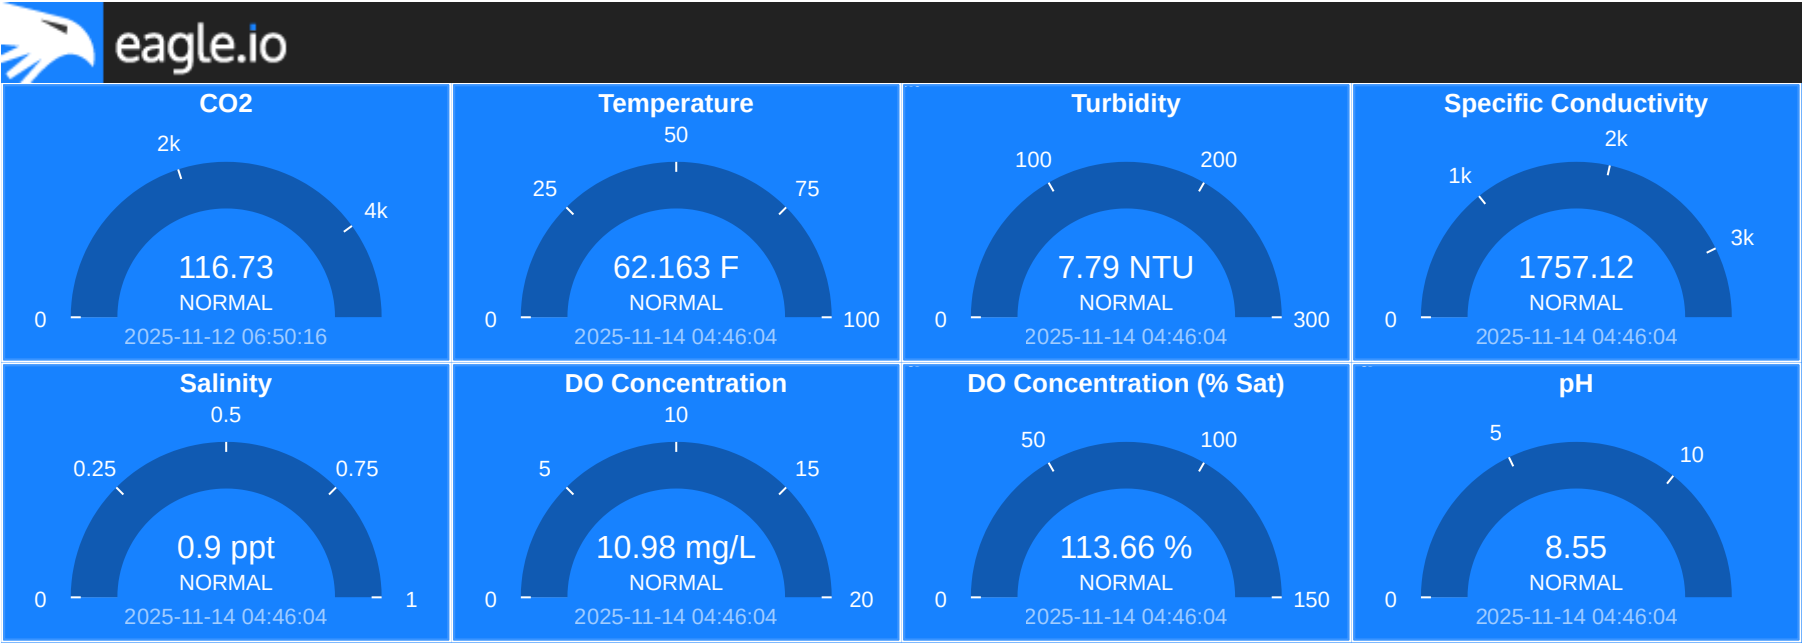 eagle.io
CO2
2k
4k
0
116.73
NORMAL
2025-11-12 06:50:16
Temperature
50
25
75
0
100
62.163 F
NORMAL
2025-11-14 04:46:04
Turbidity
100
200
0
300
7.79 NTU
NORMAL
2025-11-14 04:46:04
Specific Conductivity
2k
1k
3k
0
1757.12
NORMAL
2025-11-14 04:46:04
Salinity
0.5
0.25
0.75
0
1
0.9 ppt
NORMAL
2025-11-14 04:46:04
DO Concentration
10
5
15
0
20
10.98 mg/L
NORMAL
2025-11-14 04:46:04
DO Concentration (% Sat)
50
100
0
150
113.66 %
NORMAL
2025-11-14 04:46:04
pH
5
10
0
8.55
NORMAL
2025-11-14 04:46:04